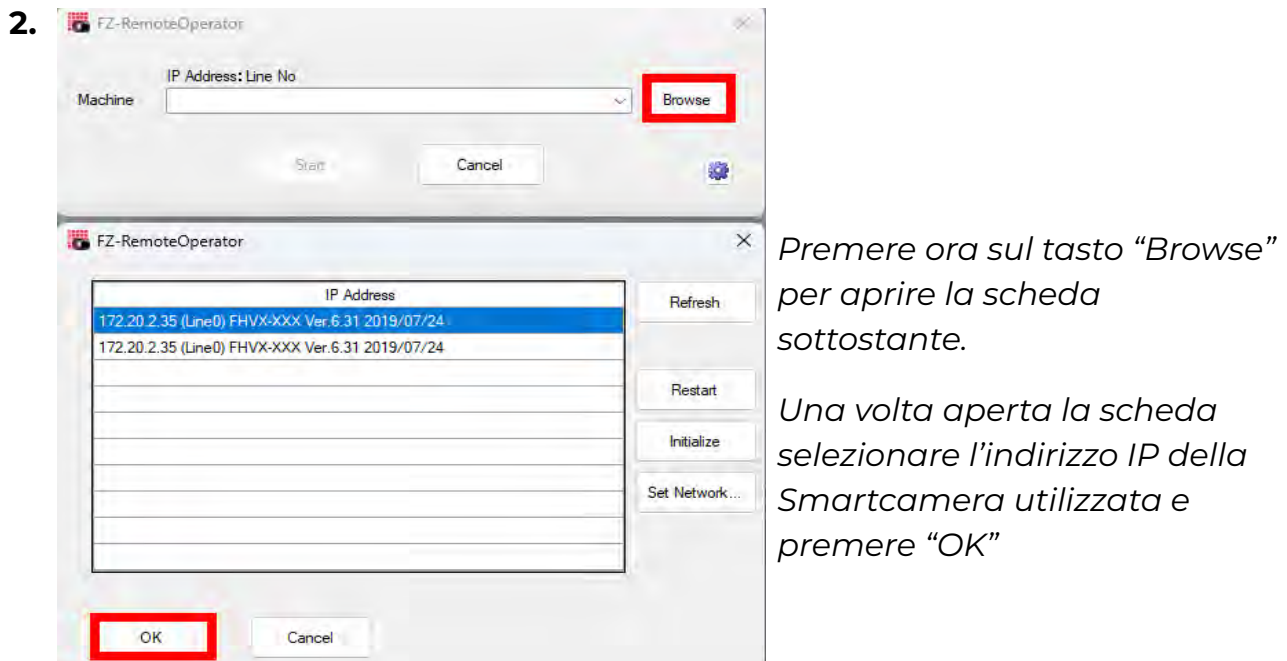 2.
FZ-RemoteOperator
IP Address: Line No
Machine
Browse
Start
Cancel
FZ-RemoteOperator
IP Address
172.20.2.35 (Line0) FHVX-XXX Ver.6.31 2019/07/24
172.20.2.35 (Line0) FHVX-XXX Ver.6.31 2019/07/24
Refresh
Restart
Initialize
Set Network...
OK
Cancel
Premere ora sul tasto “Browse”
per aprire la scheda
sottostante.
Una volta aperta la scheda
selezionare l’indirizzo IP della
Smartcamera utilizzata e
premere “OK”